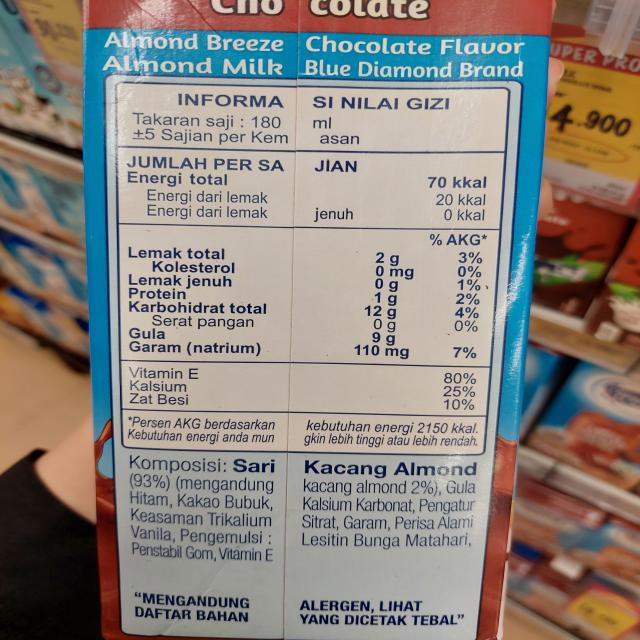 Cho colate
Almond Breeze Chocolate Flavor
Almond Milk Blue Diamond Brand
INFORMA SI NILAI GIZI
Takaran saji : 180 ml
±5 Sajian per Kem asan
JUMLAH PER SA JIAN
Energi total 70 kkal
Energi dari lemak 20 kkal
Energi dari lemak jenuh 0 kkal
% AKG*
Lemak total 2 g 3%
Kolesterol 0 mg 0%
Lemak jenuh 0 g 1%
Protein 1 g 2%
Karbohidrat total 12 g 4%
Serat pangan 0 g 0%
Gula 9 g
Garam (natrium) 110 mg 7%
Vitamin E 80%
Kalsium 25%
Zat Besi 10%
*Persen AKG berdasarkan kebutuhan energi 2150 kkal.
Kebutuhan energi anda mun gkin lebih tinggi atau lebih rendah.
Komposisi: Sari Kacang Almond
(93%) (mengandung kacang almond 2%), Gula
Hitam, Kakao Bubuk, Kalsium Karbonat, Pengatur
Keasaman Trikalium Sitrat, Garam, Perisa Alami
Vanila, Pengemulsi : Lesitin Bunga Matahari,
Penstabil Gom, Vitamin E
"MENGANDUNG ALERGEN, LIHAT
DAFTAR BAHAN YANG DICETAK TEBAL"
UPER PRO
4.900